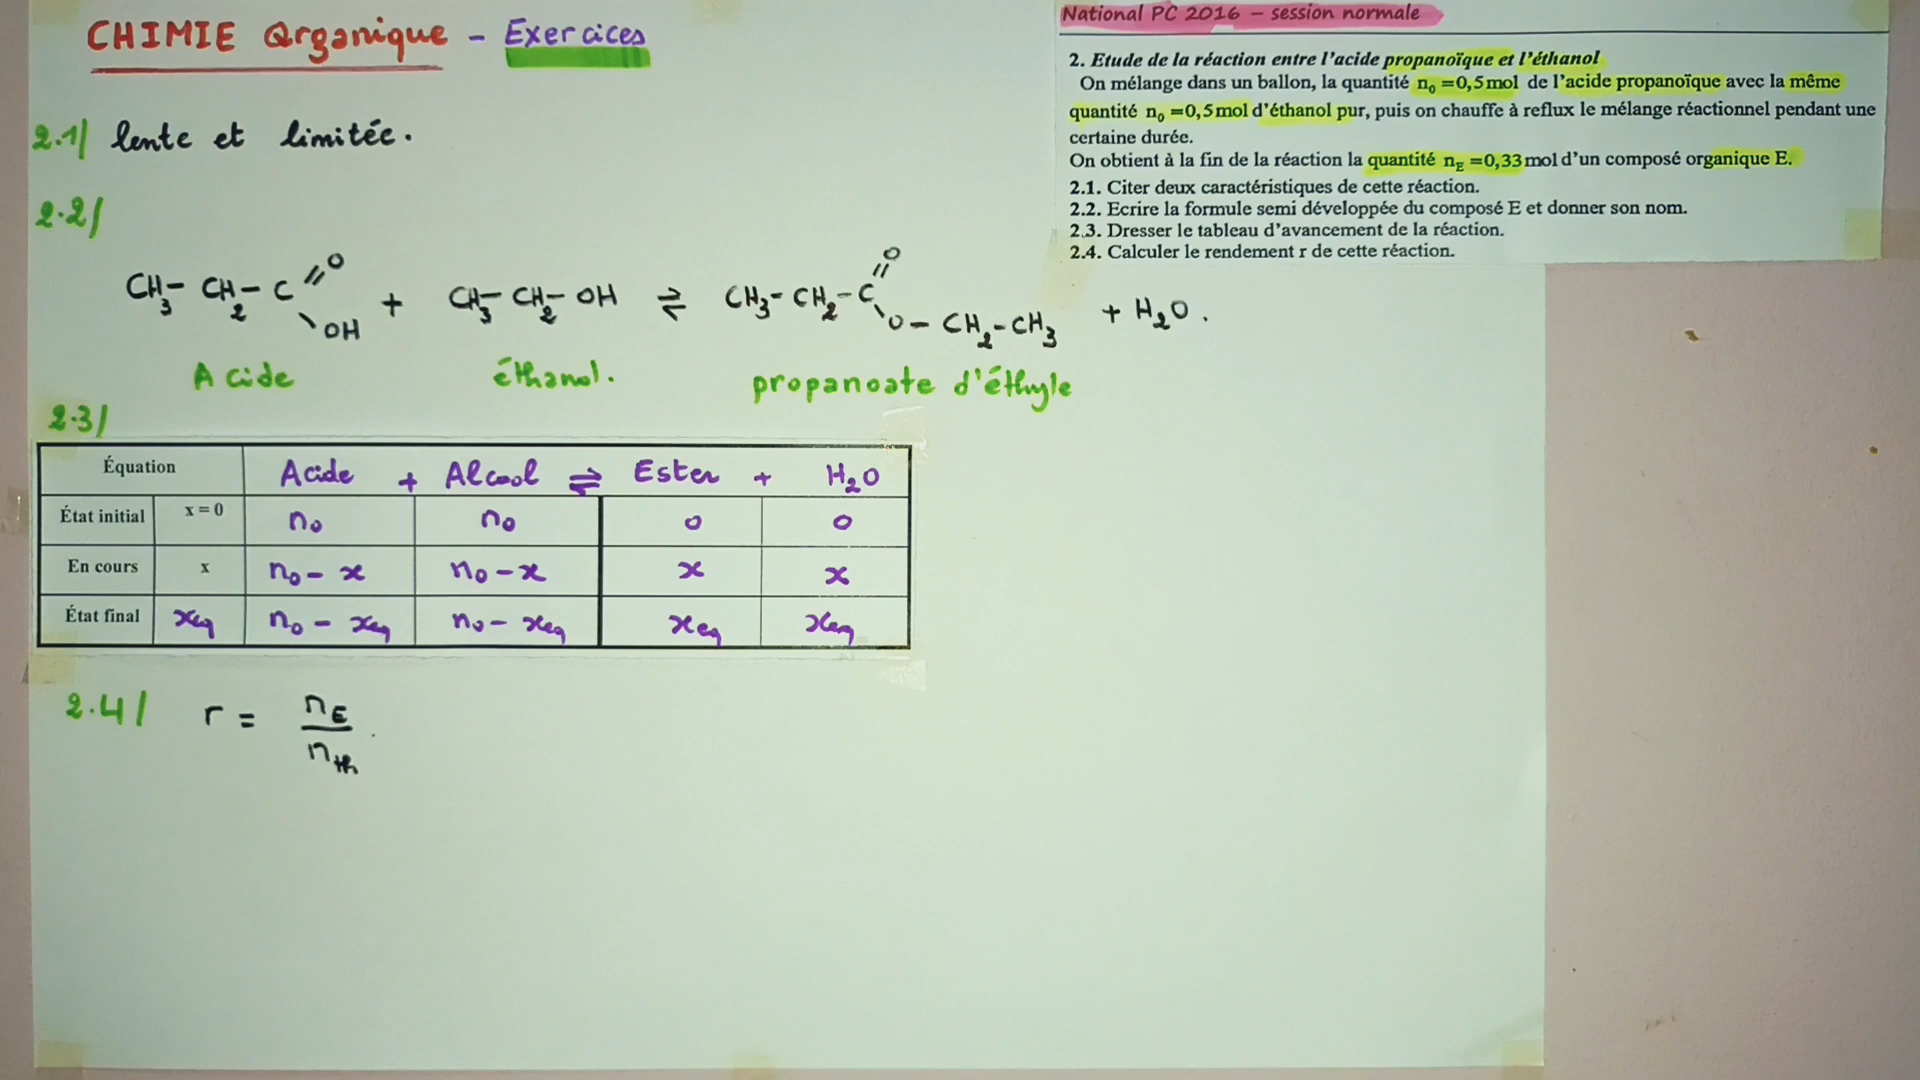 CHIMIE Organique - Exercices
National PC 2016 – session normale
2. Etude de la réaction entre l'acide propanoïque et l'éthanol
On mélange dans un ballon, la quantité n₀ =0,5mol de l'acide propanoïque avec la même
quantité n₀ =0,5mol d'éthanol pur, puis on chauffe à reflux le mélange réactionnel pendant une
certaine durée.
On obtient à la fin de la réaction la quantité n_E =0,33mol d'un composé organique E.
2.1. Citer deux caractéristiques de cette réaction.
2.2. Ecrire la formule semi développée du composé E et donner son nom.
2.3. Dresser le tableau d'avancement de la réaction.
2.4. Calculer le rendement r de cette réaction.
2.1/ lente et limitée.
2.2/
CH₃-CH₂-C(=O)-OH + CH₃-CH₂-OH ⇌ CH₃-CH₂-C(=O)-O-CH₂-CH₃ + H₂O.
Acide éthanol. propanoate d'éthyle
2.3/
Équation Acide + Alcool ⇌ Ester + H₂O
État initial x = 0 n₀ n₀ 0 0
En cours x n₀ - x n₀ - x x x
État final xeq n₀ - xeq n₀ - xeq xeq xeq
2.4/ r = n_E / n_th .